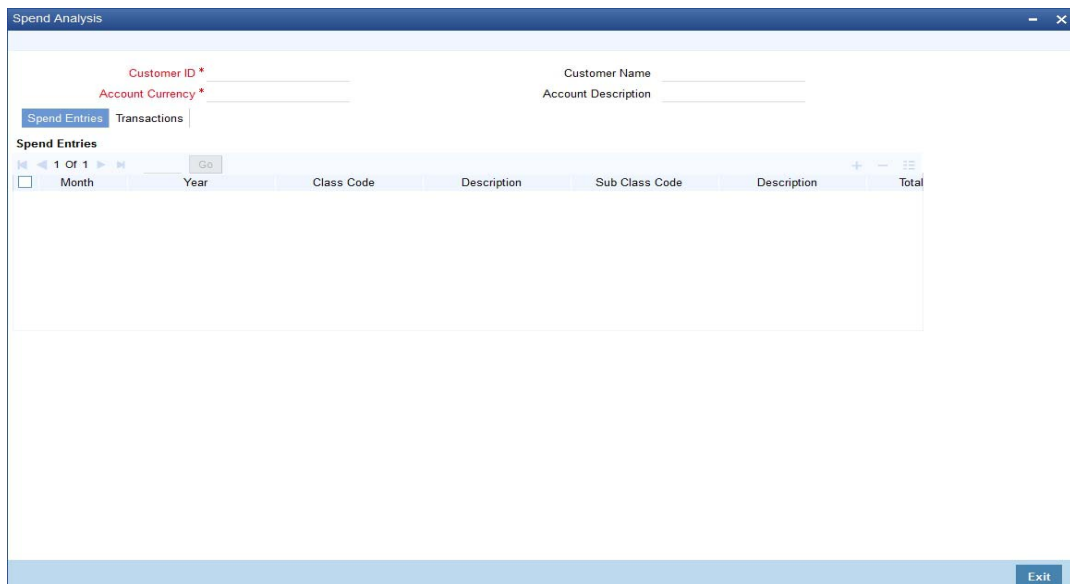 Spend Analysis
Customer ID *
Customer Name
Account Currency *
Account Description
Spend Entries Transactions
Spend Entries
1 Of 1 Go
Month Year Class Code Description Sub Class Code Description Total
Exit